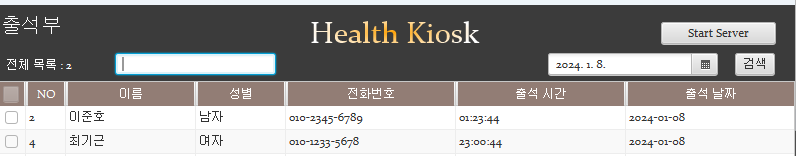 출석부
Health Kiosk
Start Server
전체 목록 : 2
2024. 1. 8.
검색
NO 이름 성별 전화번호 출석 시간 출석 날짜
2 이준호 남자 010-2345-6789 01:23:44 2024-01-08
4 최기근 여자 010-1233-5678 23:00:44 2024-01-08